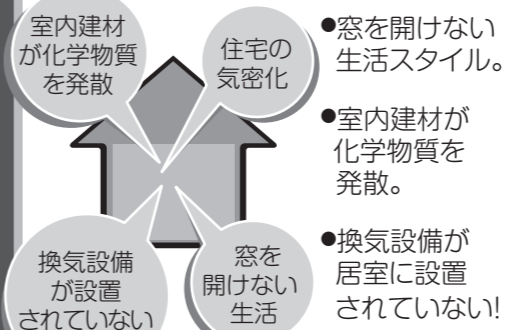 室内建材
が化学物質
を発散
住宅の
気密化
換気設備
が設置
されていない
窓を
開けない
生活
●窓を開けない
生活スタイル。
●室内建材が
化学物質を
発散。
●換気設備が
居室に設置
されていない!